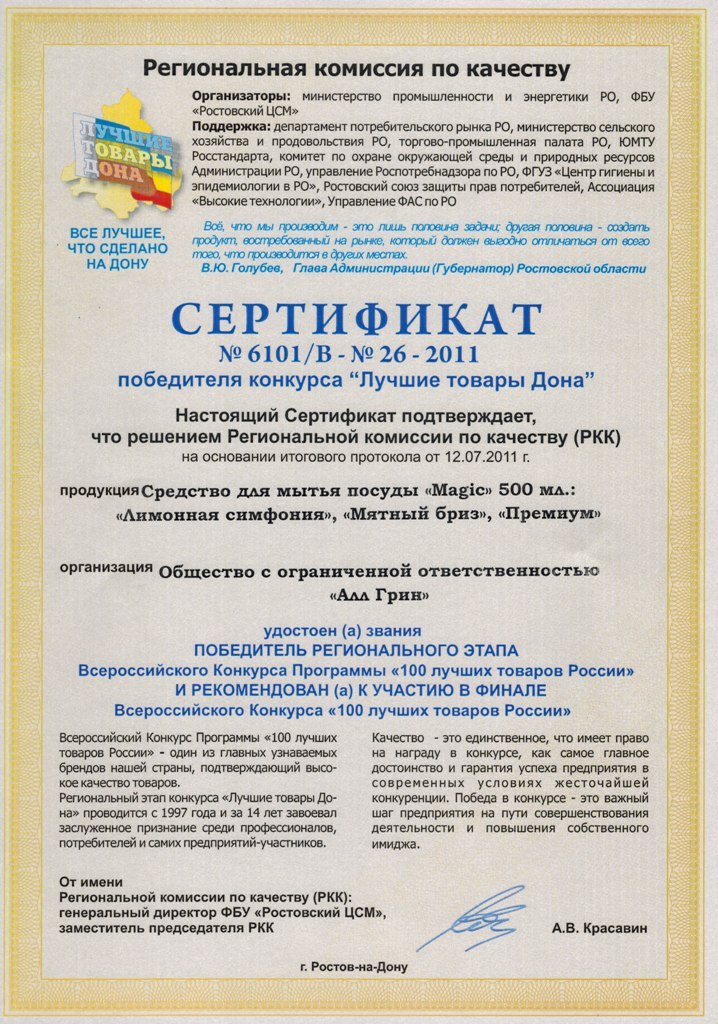 Региональная комиссия по качеству
Организаторы: министерство промышленности и энергетики РО, ФБУ
«Ростовский ЦСМ»
Поддержка: департамент потребительского рынка РО, министерство сельского
хозяйства и продовольствия РО, торгово-промышленная палата РО, ЮМТУ
Росстандарта, комитет по охране окружающей среды и природных ресурсов
Администрации РО, управление Роспотребнадзора по РО, ФГУЗ «Центр гигиены и
эпидемиологии в РО», Ростовский союз защиты прав потребителей, Ассоциация
«Высокие технологии», Управление ФАС по РО
ЛУЧШИЕ
ТОВАРЫ
ДОНА
ВСЕ ЛУЧШЕЕ,
ЧТО СДЕЛАНО
НА ДОНУ
Всё, что мы производим - это лишь половина задачи; другая половина - создать
продукт, востребованный на рынке, который должен выгодно отличаться от всего
того, что производится в других местах.
В.Ю. Голубев, Глава Администрации (Губернатор) Ростовской области
СЕРТИФИКАТ
№ 6101/В - № 26 - 2011
победителя конкурса “Лучшие товары Дона”
Настоящий Сертификат подтверждает,
что решением Региональной комиссии по качеству (РКК)
на основании итогового протокола от 12.07.2011 г.
продукция Средство для мытья посуды «Magic» 500 мл.:
«Лимонная симфония», «Мятный бриз», «Премиум»
организация Общество с ограниченной ответственностью
«Алл Грин»
удостоен (а) звания
ПОБЕДИТЕЛЬ РЕГИОНАЛЬНОГО ЭТАПА
Всероссийского Конкурса Программы «100 лучших товаров России»
И РЕКОМЕНДОВАН (а) К УЧАСТИЮ В ФИНАЛЕ
Всероссийского Конкурса «100 лучших товаров России»
Всероссийский Конкурс Программы «100 лучших
товаров России» - один из главных узнаваемых
брендов нашей страны, подтверждающий высо-
кое качество товаров.
Региональный этап конкурса «Лучшие товары До-
на» проводится с 1997 года и за 14 лет завоевал
заслуженное признание среди профессионалов,
потребителей и самих предприятий-участников.
Качество - это единственное, что имеет право
на награду в конкурсе, как самое главное
достоинство и гарантия успеха предприятия в
современных условиях жесточайшей
конкуренции. Победа в конкурсе - это важный
шаг предприятия на пути совершенствования
деятельности и повышения собственного
имиджа.
От имени
Региональной комиссии по качеству (РКК):
генеральный директор ФБУ «Ростовский ЦСМ»,
заместитель председателя РКК
А.В. Красавин
г. Ростов-на-Дону